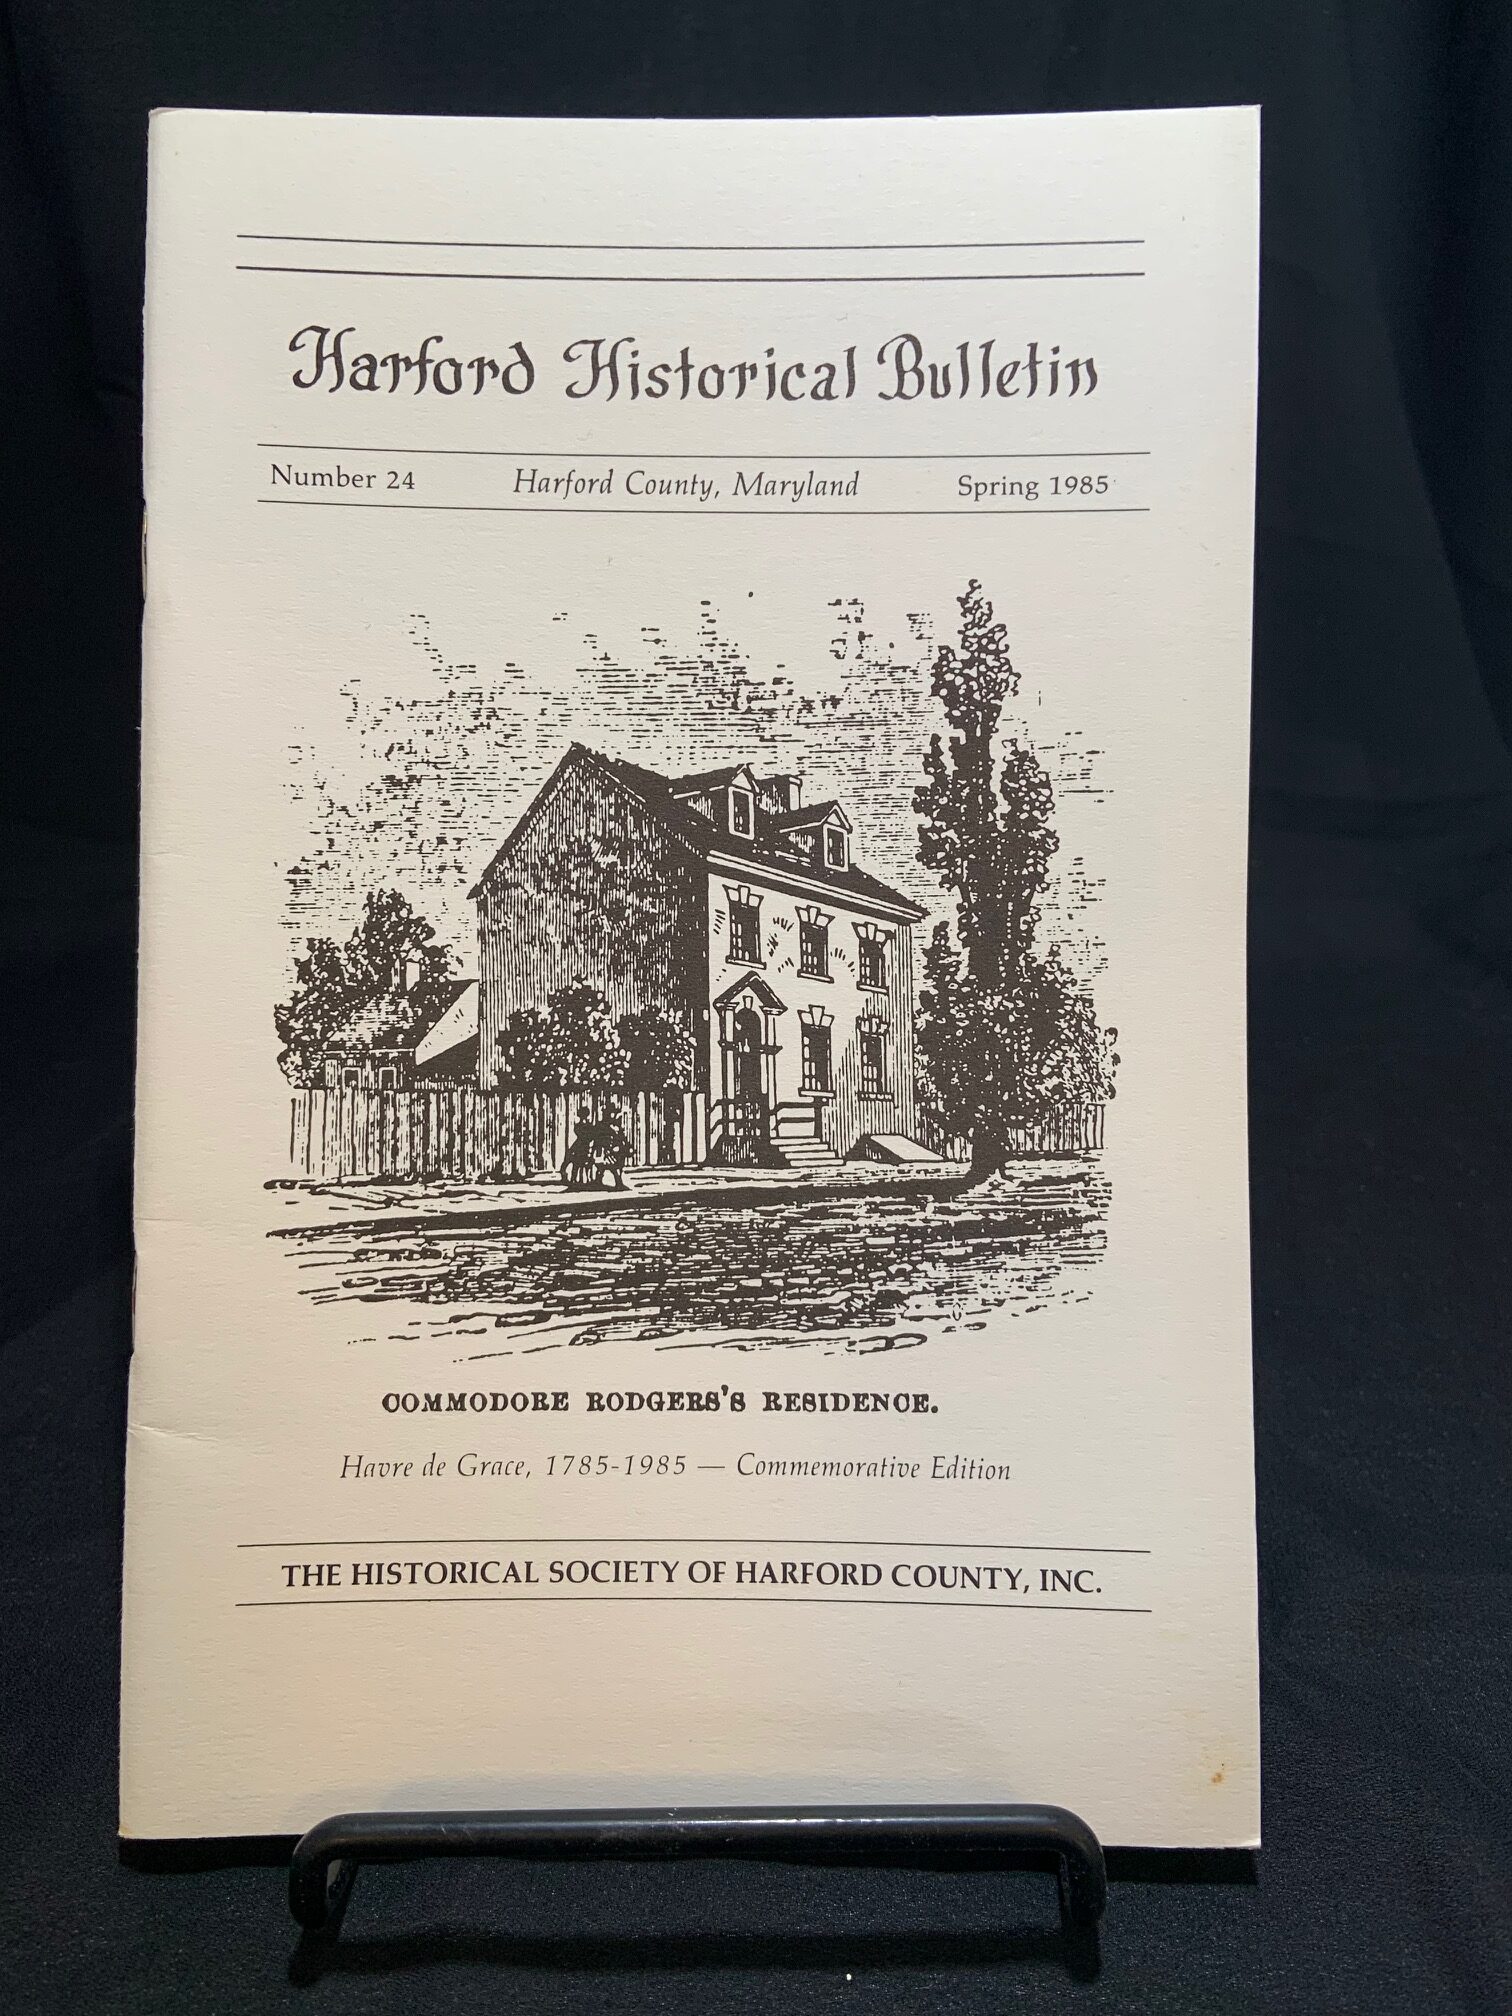 Harford Historical Bulletin
Number 24 Harford County, Maryland Spring 1985
COMMODORE RODGERS'S RESIDENCE.
Havre de Grace, 1785-1985 — Commemorative Edition
THE HISTORICAL SOCIETY OF HARFORD COUNTY, INC.